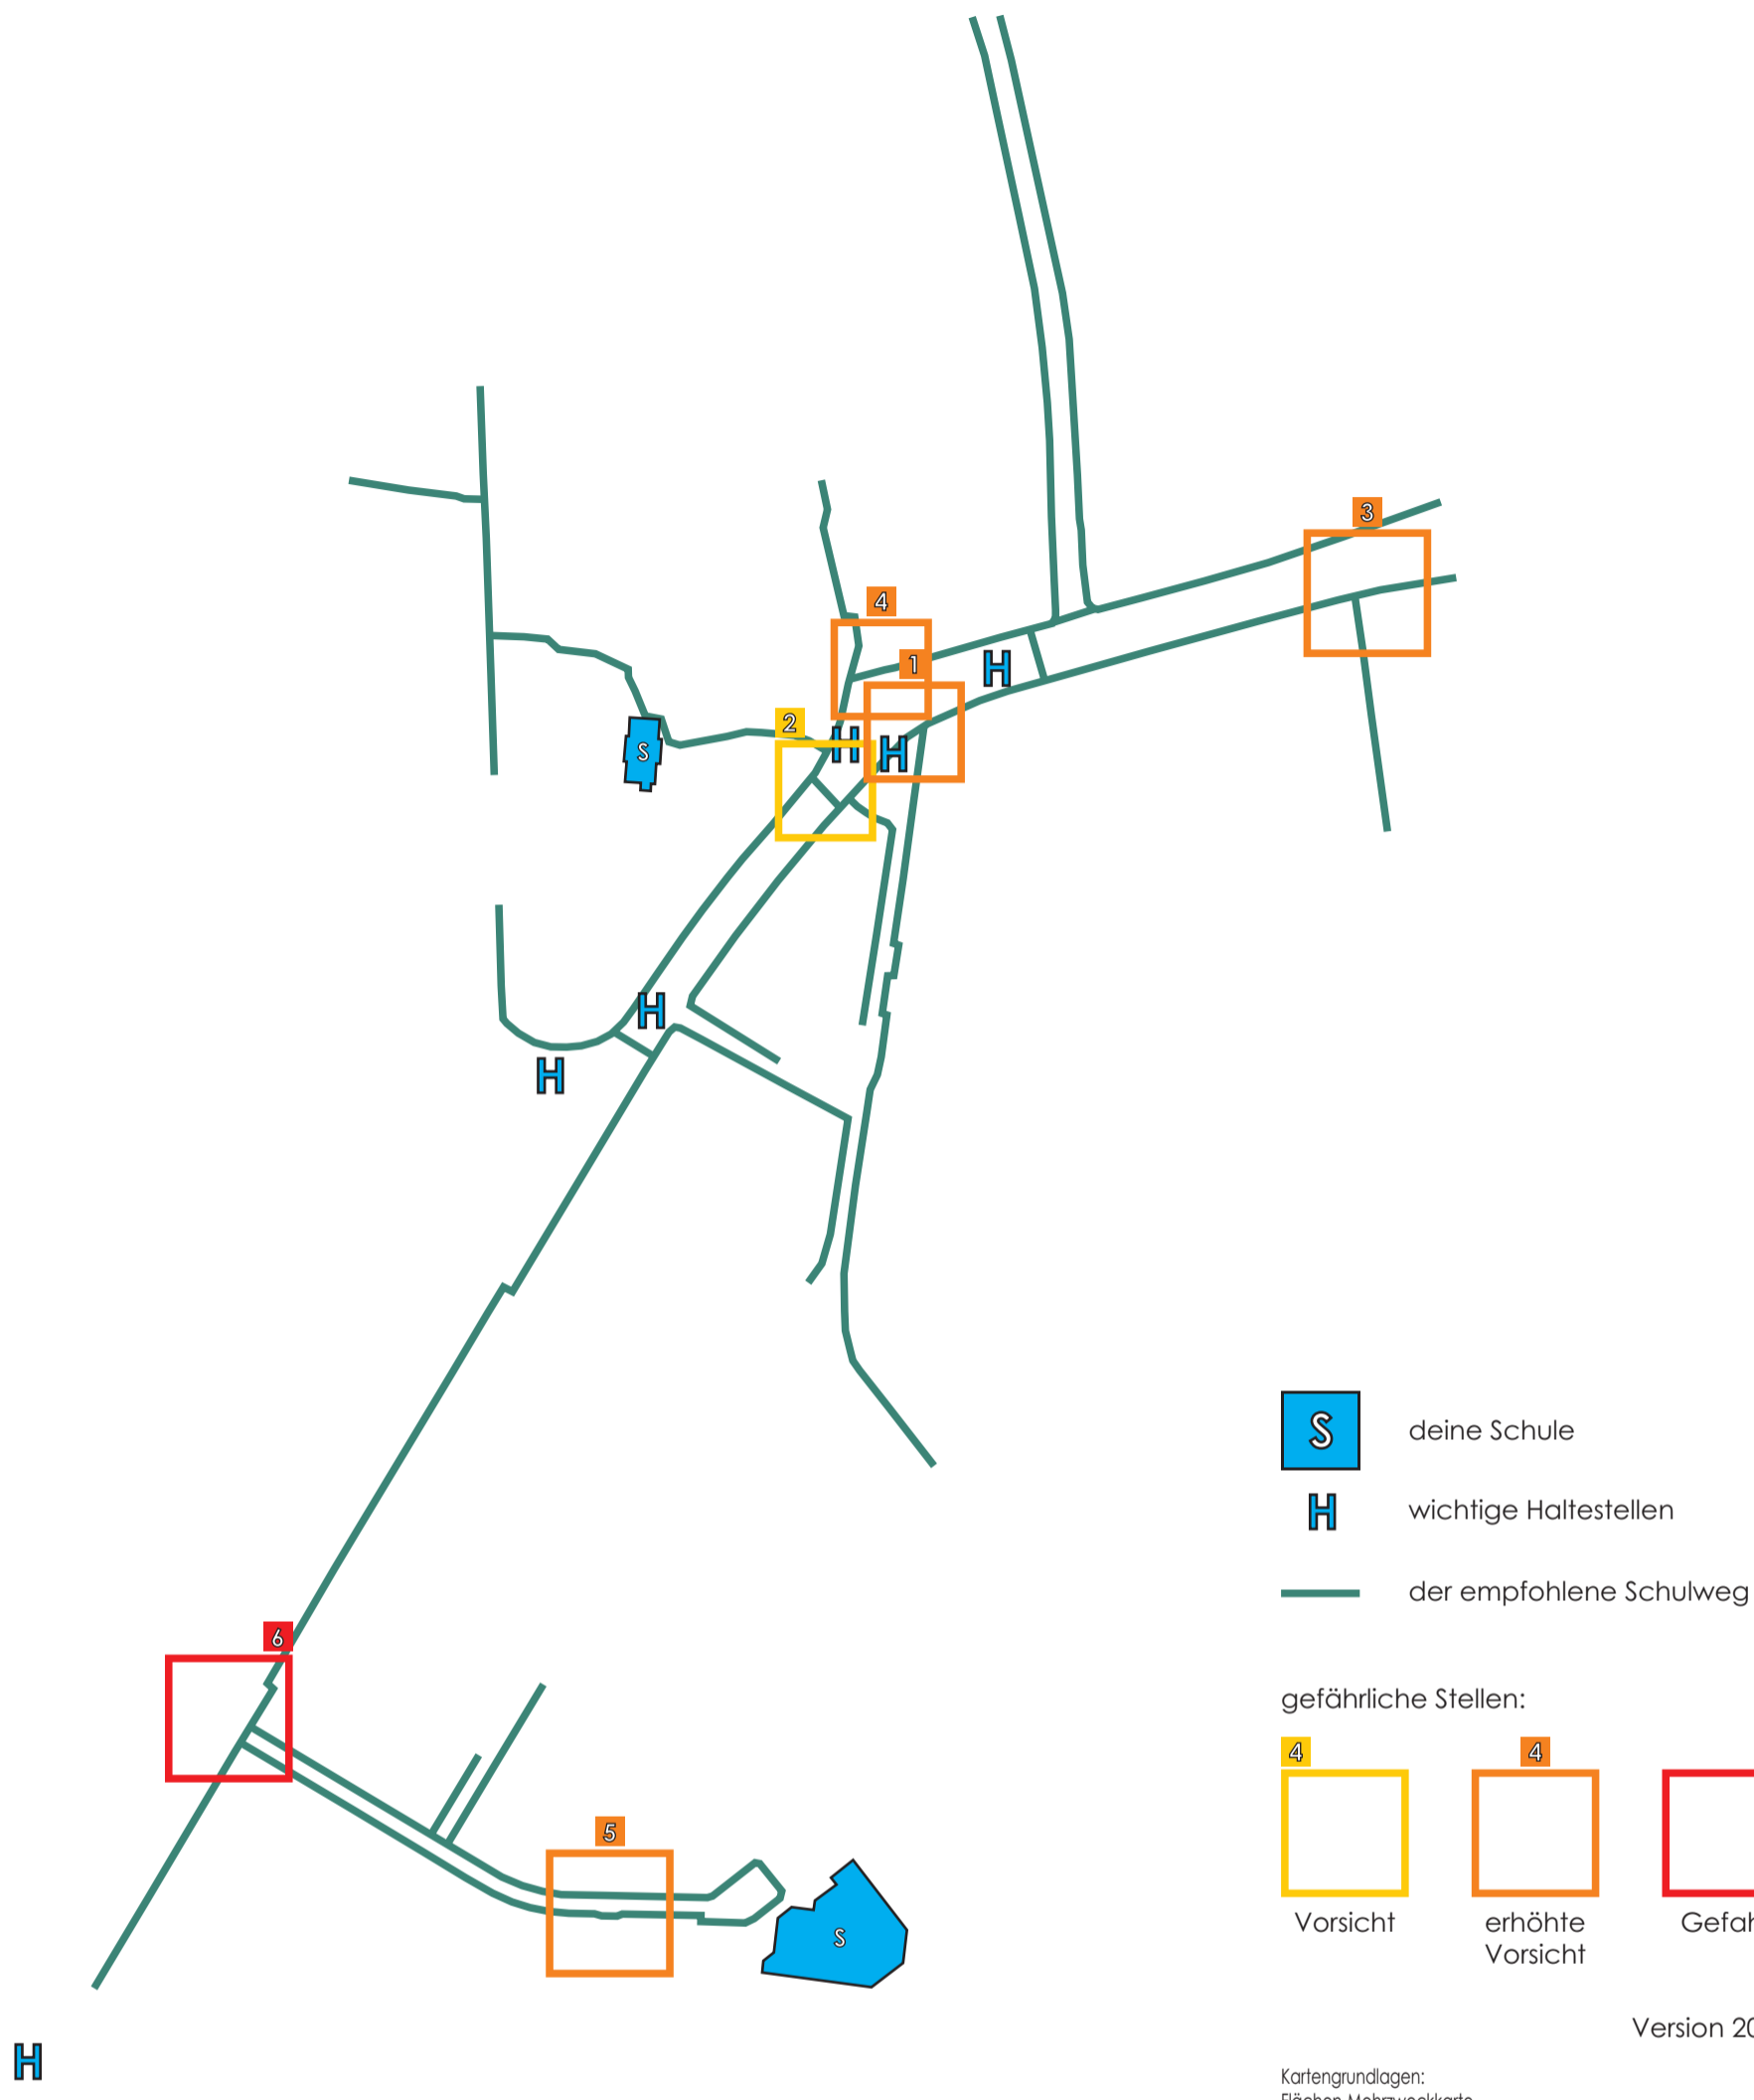 3
4
1
H
2
H
H
S
H
H
S
deine Schule
H
wichtige Haltestellen
der empfohlene Schulweg
6
gefährliche Stellen:
4
4
5
Vorsicht
erhöhte
Vorsicht
S
Version
H
Kartengrundlagen: